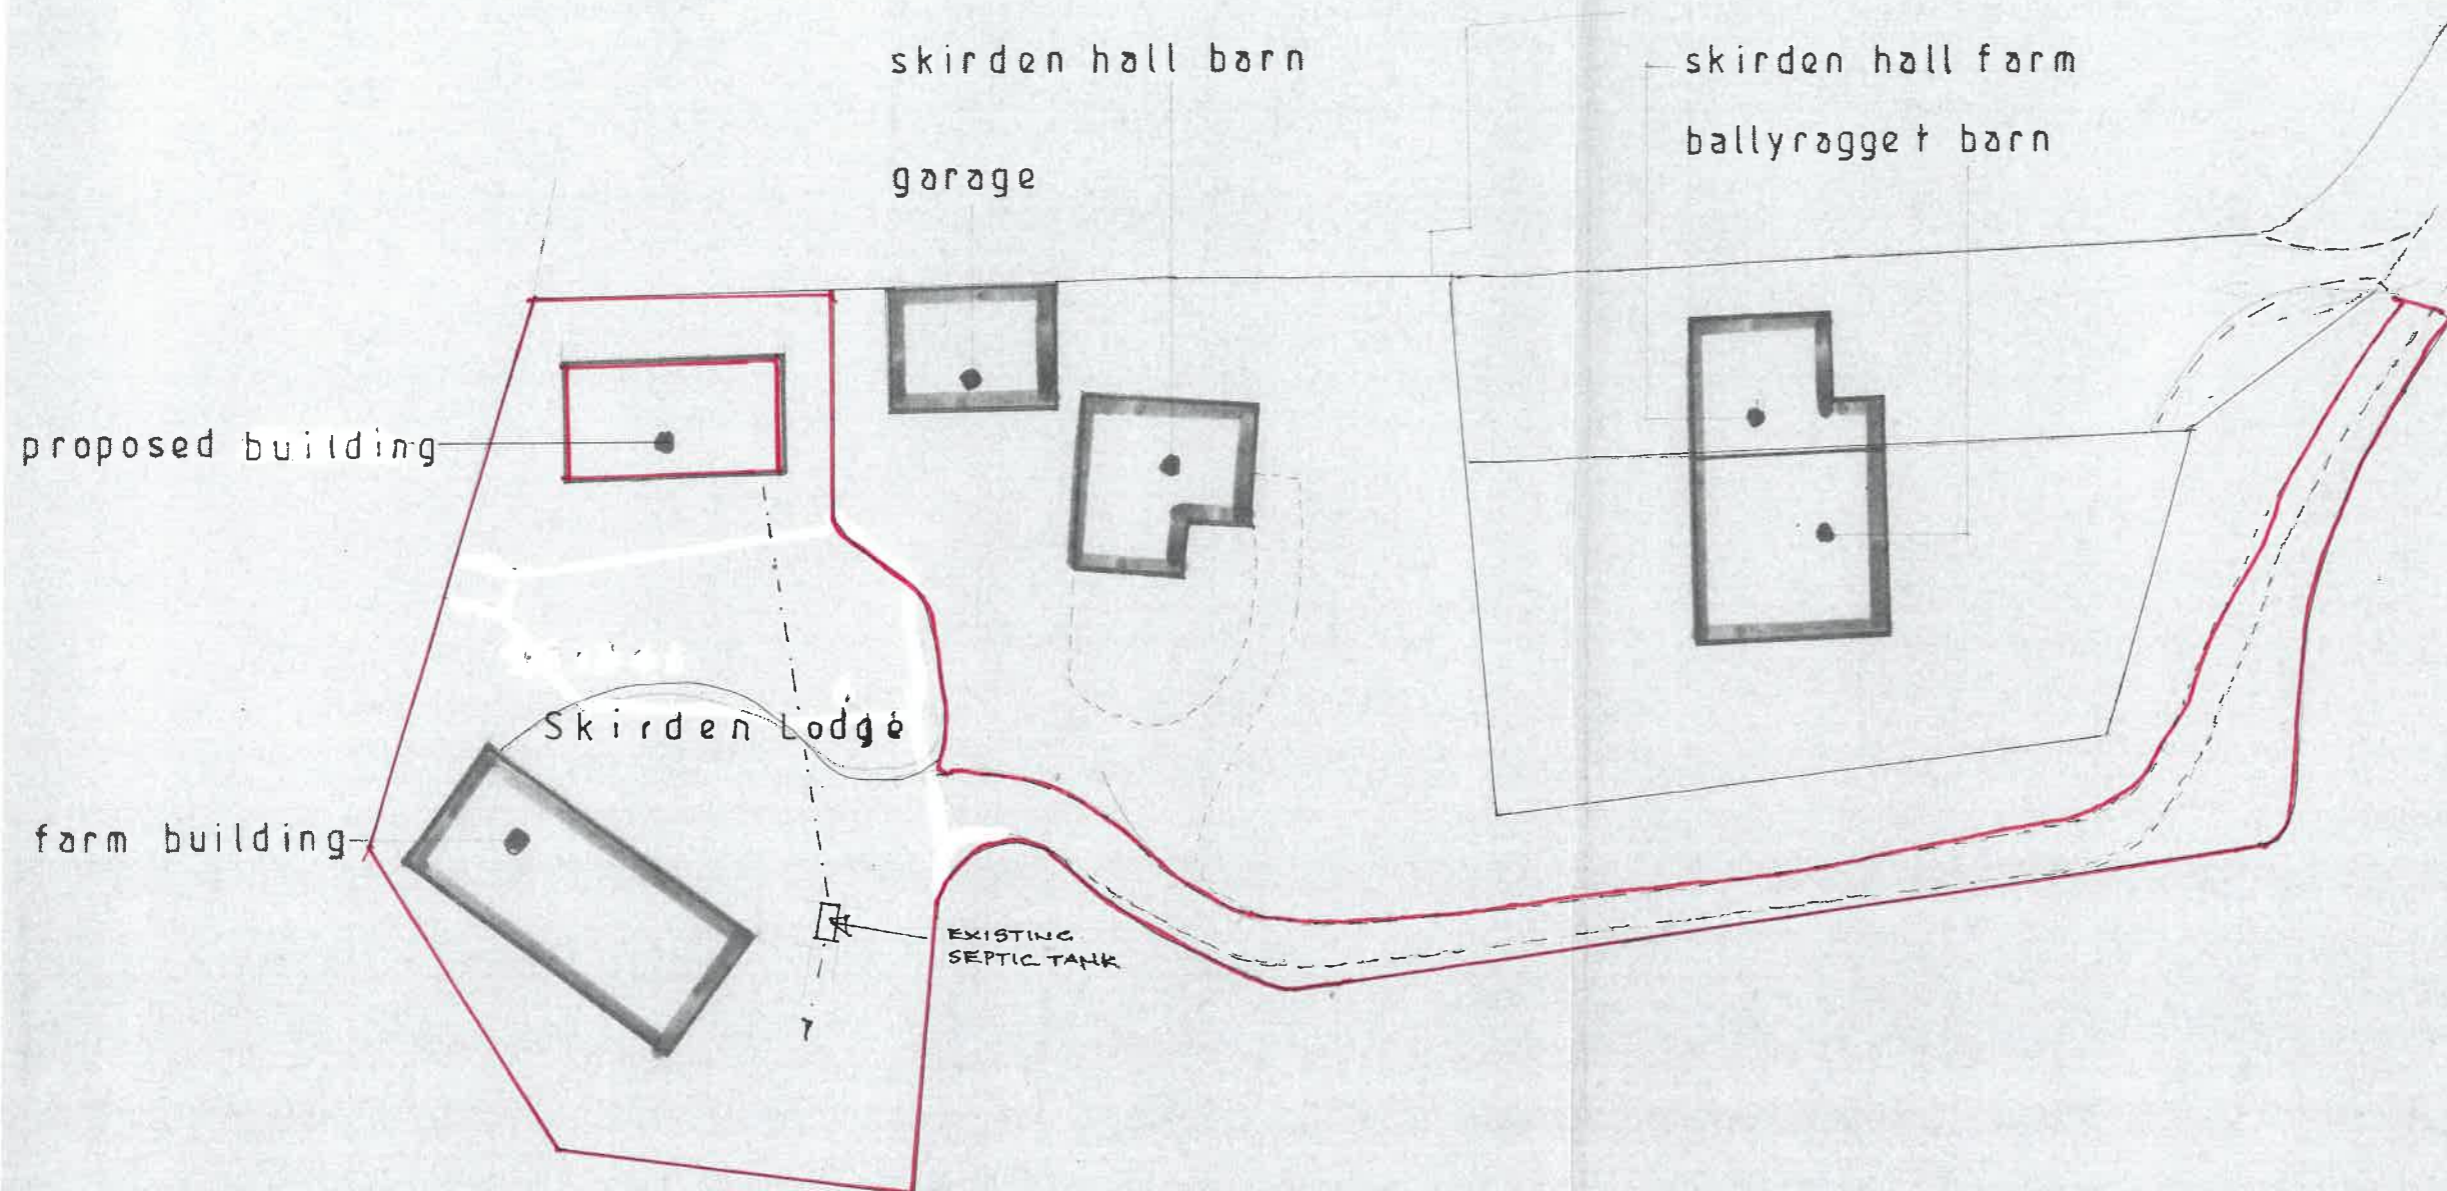 skirden hall barn
garage
skirden hall farm
ballyragget barn
proposed building
Skirden Lodge
farm building
EXISTING
SEPTIC TANK